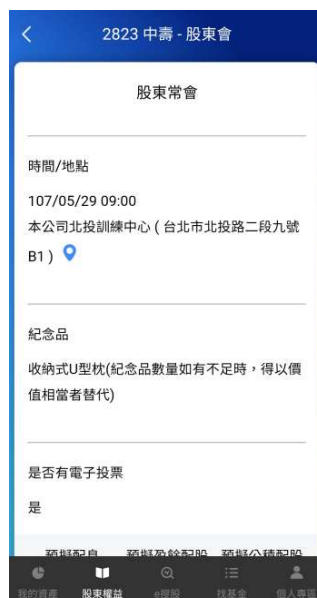 2823 中壽 - 股東會
股東常會
時間/地點
107/05/29 09:00
本公司北投訓練中心 ( 台北市北投路二段九號
B1 )
紀念品
收納式U型枕(紀念品數量如有不足時，得以價
值相當者替代)
是否有電子投票
是
預擬配息 預擬盈餘配股 預擬公積配股
我的資產 股東權益 e搜股 找基金 個人專區